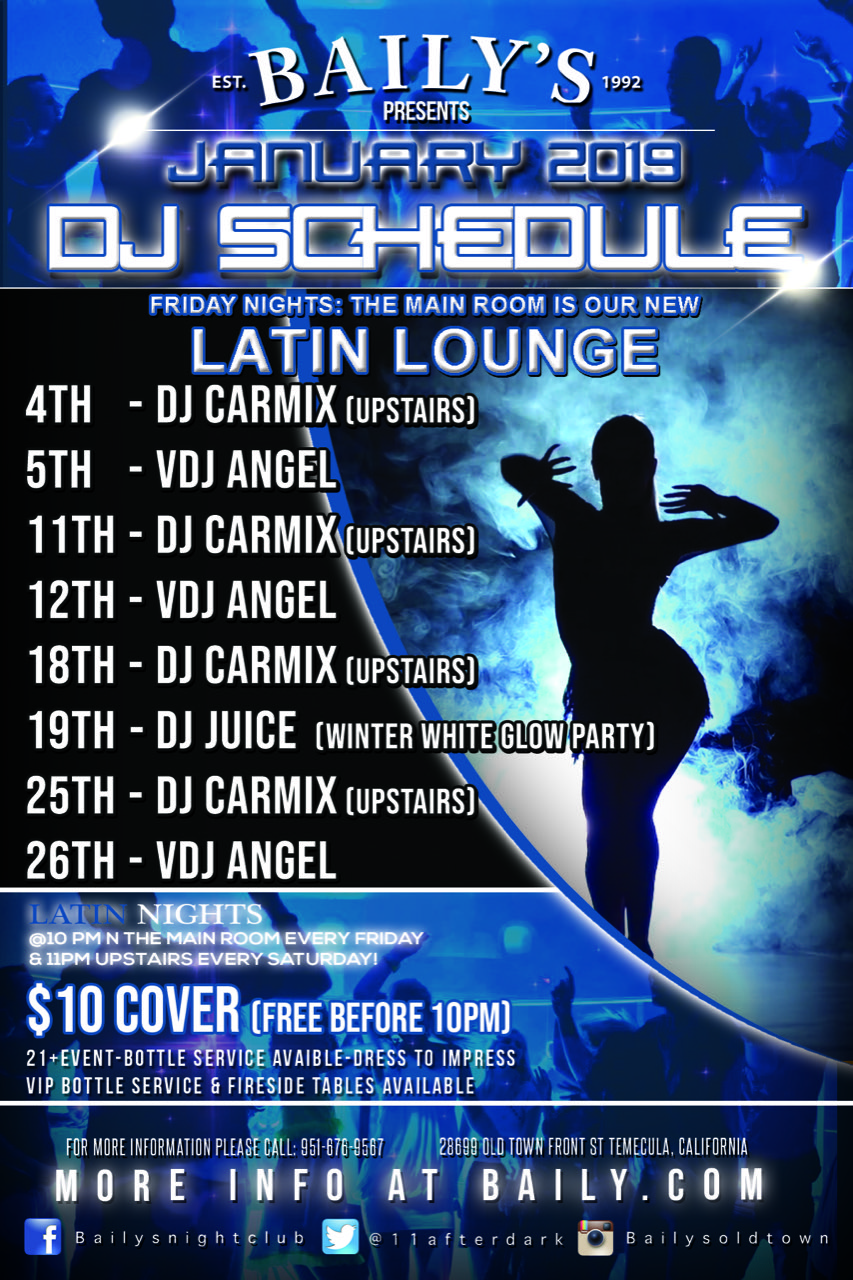 EST. BAILY'S 1992
PRESENTS
JANUARY 2019
DJ SCHEDULE
FRIDAY NIGHTS: THE MAIN ROOM IS OUR NEW
LATIN LOUNGE
4TH - DJ CARMIX (UPSTAIRS)
5TH - VDJ ANGEL
11TH - DJ CARMIX (UPSTAIRS)
12TH - VDJ ANGEL
18TH - DJ CARMIX (UPSTAIRS)
19TH - DJ JUICE (WINTER WHITE GLOW PARTY)
25TH - DJ CARMIX (UPSTAIRS)
26TH - VDJ ANGEL
LATIN NIGHTS
@10 PM N THE MAIN ROOM EVERY FRIDAY
& 11PM UPSTAIRS EVERY SATURDAY!
$10 COVER (FREE BEFORE 10PM)
21+EVENT-BOTTLE SERVICE AVAIBLE-DRESS TO IMPRESS
VIP BOTTLE SERVICE & FIRESIDE TABLES AVAILABLE
FOR MORE INFORMATION PLEASE CALL: 951-676-9567 28699 OLD TOWN FRONT ST TEMECULA, CALIFORNIA
MORE INFO AT BAILY.COM
f Bailysnightclub @11afterdark Bailysoldtown